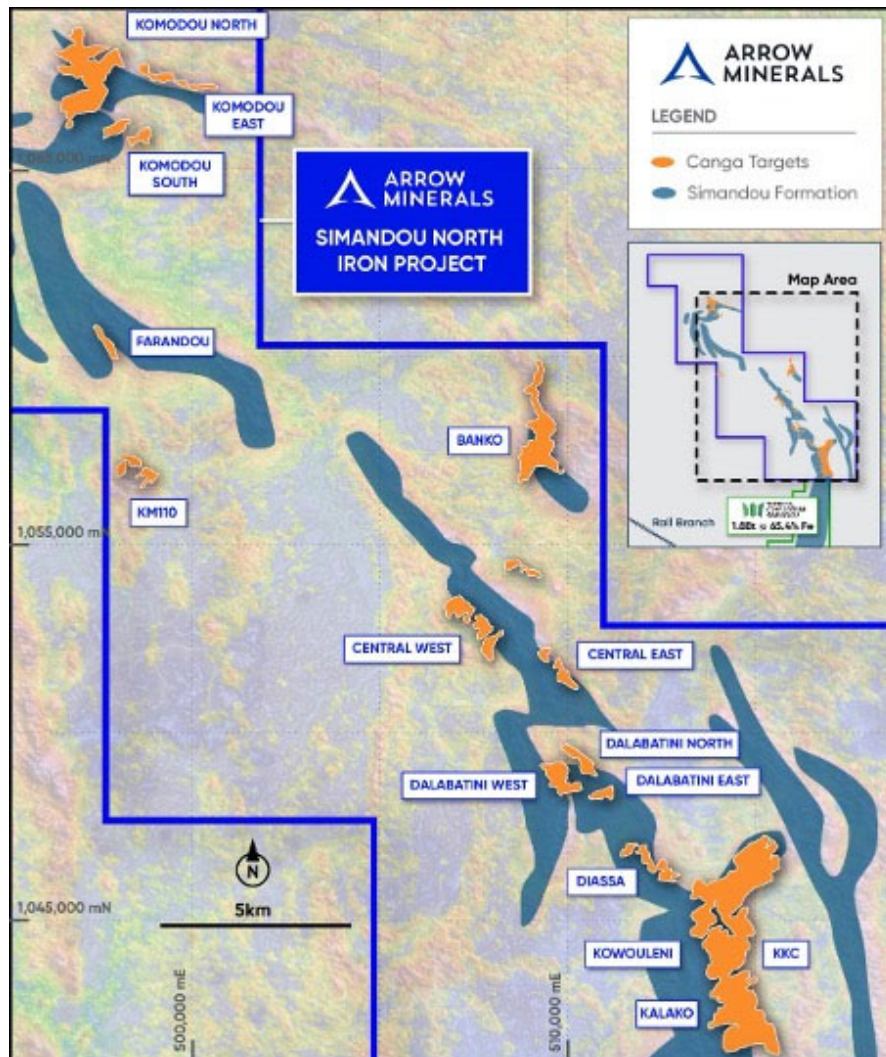 KOMODOU NORTH
KOMODOU
EAST
KOMODOU
SOUTH
ARROW
MINERALS
SIMANDOU NORTH
IRON PROJECT
ARROW
MINERALS
LEGEND
Canga Targets
Simandou Formation
Map Area
Rail Branch
1.8Bt @ 65.4% Fe
FARANDOU
BANKO
KM110
1,055,000 mN
CENTRAL WEST
CENTRAL EAST
DALABATINI NORTH
DALABATINI WEST
DALABATINI EAST
N
5km
1,045,000 mN
DIASSA
KOWOULENI
KKC
KALAKO
500,000 mE
510,000 mE